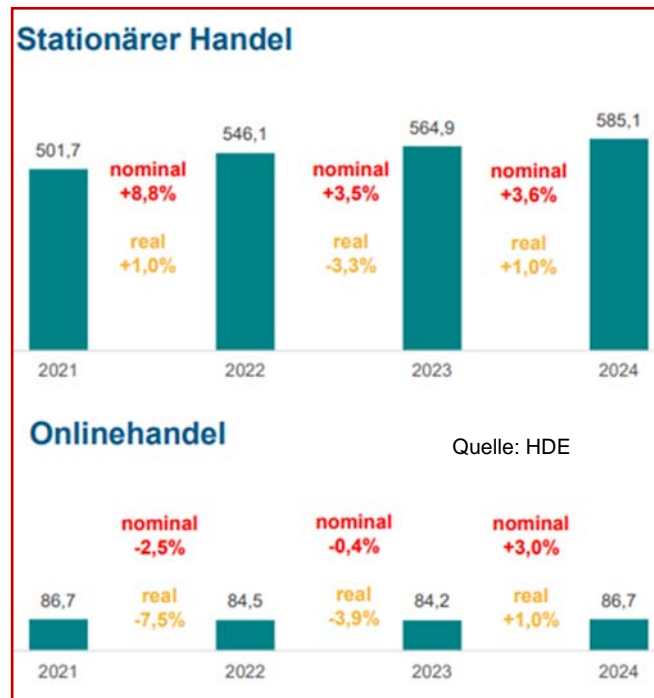 Stationärer Handel
501,7
nominal
+8,8%
real
+1,0%
546,1
nominal
+3,5%
real
-3,3%
564,9
nominal
+3,6%
real
+1,0%
585,1
2021 2022 2023 2024
Onlinehandel
Quelle: HDE
86,7
nominal
-2,5%
real
-7,5%
84,5
nominal
-0,4%
real
-3,9%
84,2
nominal
+3,0%
real
+1,0%
86,7
2021 2022 2023 2024